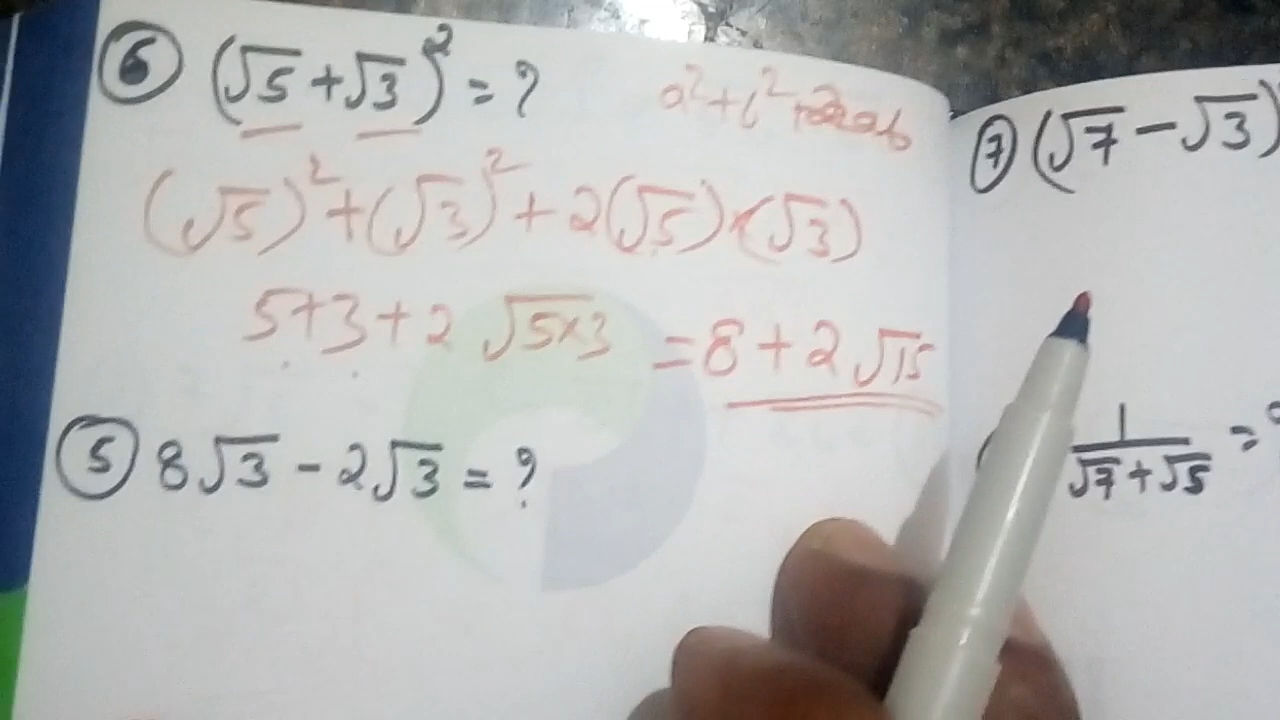 ⑥ (√5 + √3)² = ?
a² + b² + 2ab
(√5)² + (√3)² + 2(√5)×(√3)
5+3+2 √5×3 = 8 + 2√15
⑤ 8√3 - 2√3 = ?
⑦ (√7 - √3)
1/(√7+√5) =